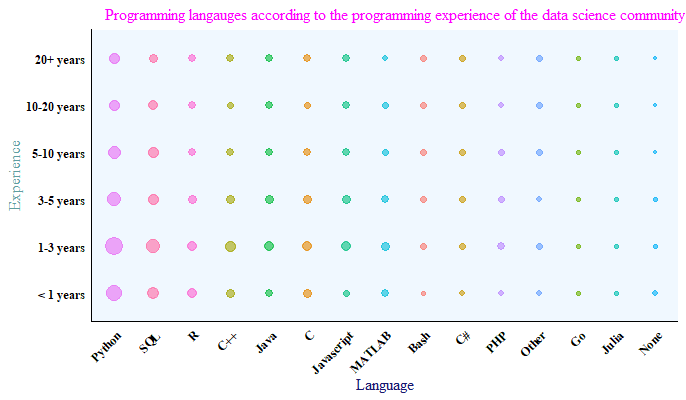 Programming langauges according to the programming experience of the data science community
Experience
20+ years
10-20 years
5-10 years
3-5 years
1-3 years
< 1 years
Python
SQL
R
C++
Java
C
Javascript
MATLAB
Bash
C#
PHP
Other
Go
Julia
None
Language